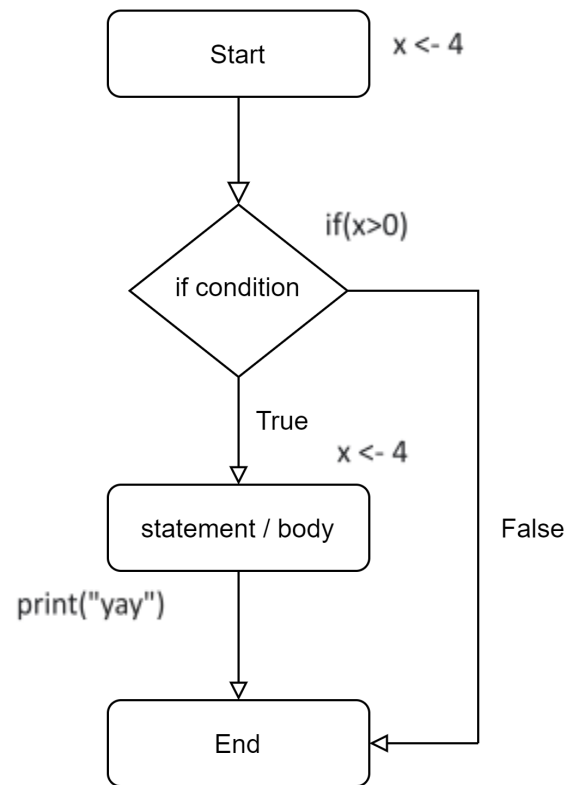 Start
x <- 4
if(x>0)
if condition
True
x <- 4
statement / body
False
print("yay")
End